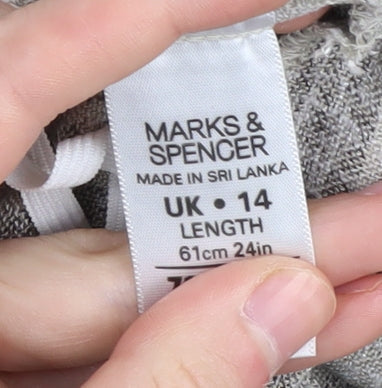 MARKS &
SPENCER
MADE IN SRI LANKA
UK • 14
LENGTH
61cm 24in